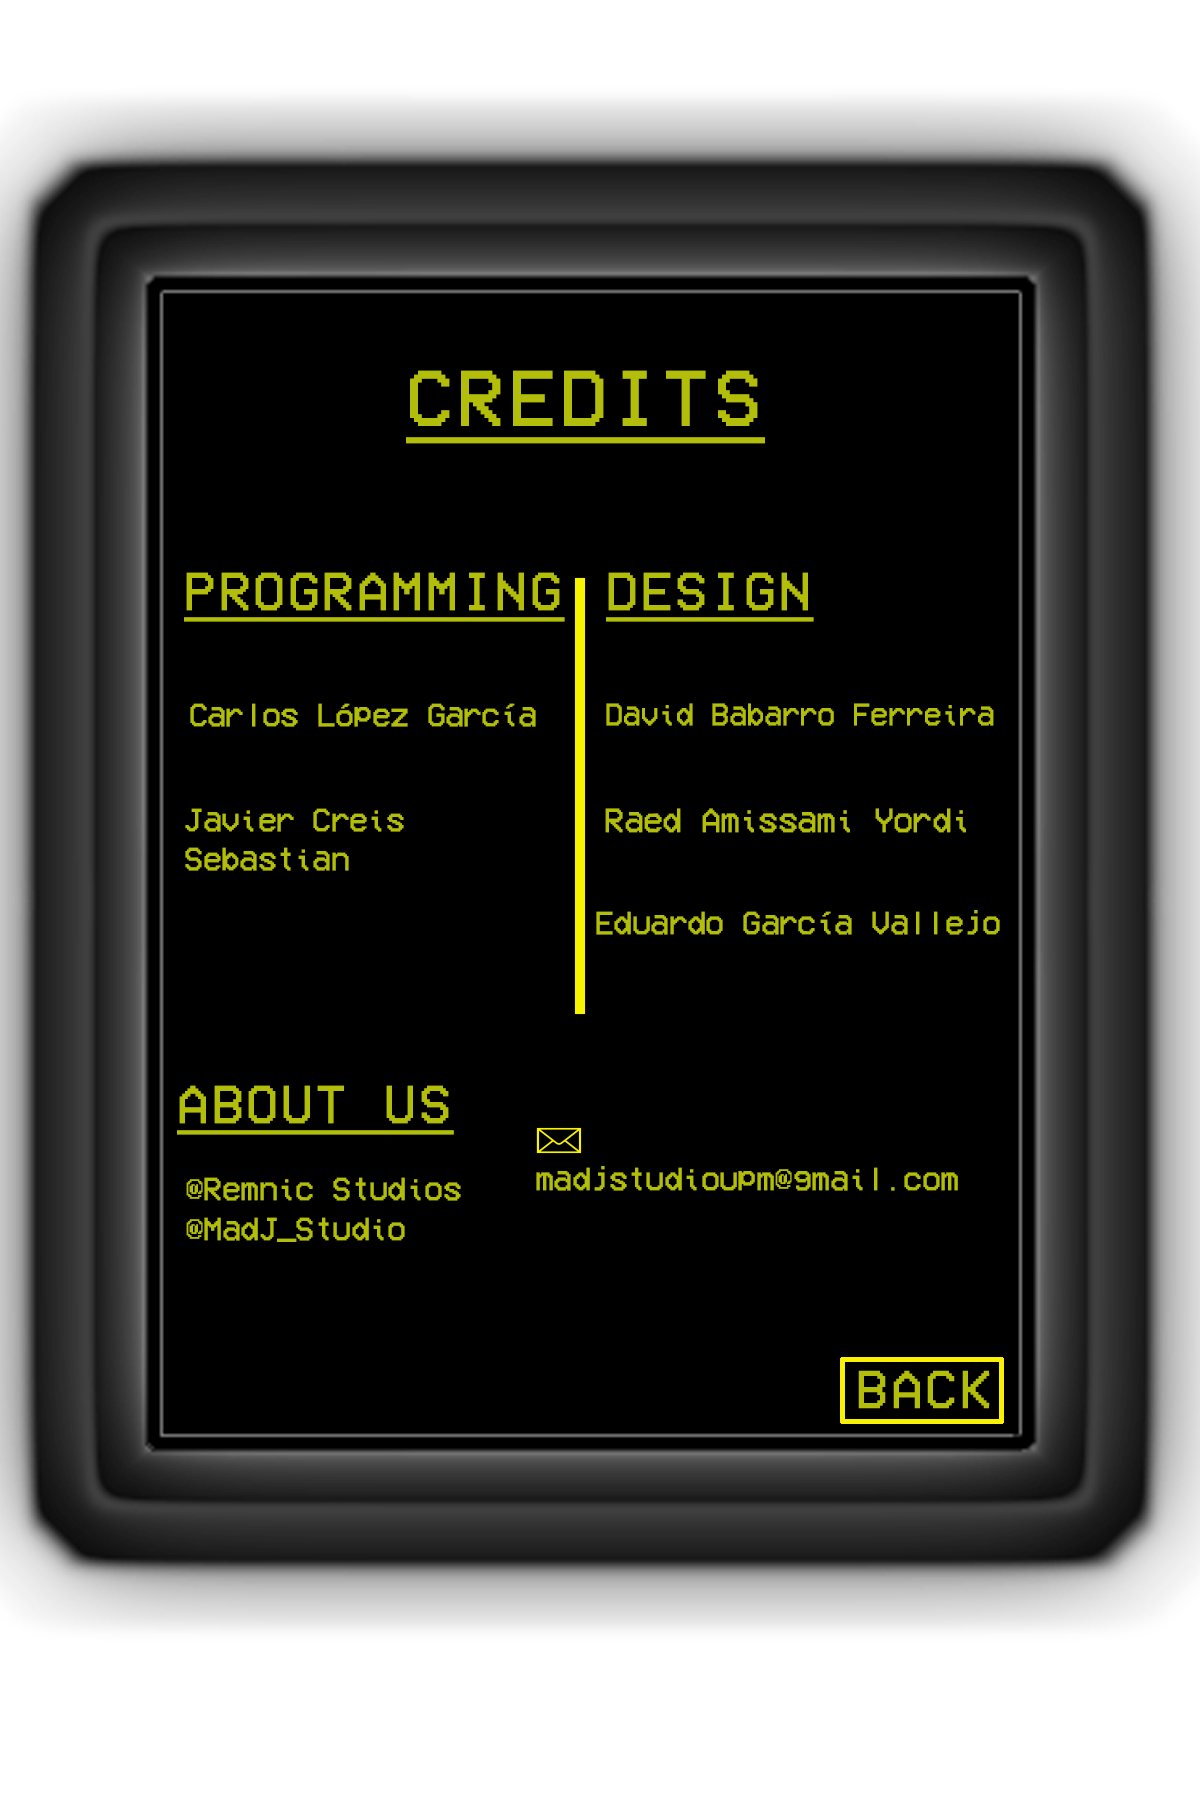 CREDITS
PROGRAMMING
Carlos López García
Javier Creis
Sebastian
DESIGN
David Babarro Ferreira
Raed Amissami Yordi
Eduardo García Vallejo
ABOUT US
@Remnic Studios
@MadJ_Studio
madjstudioupm@gmail.com
BACK